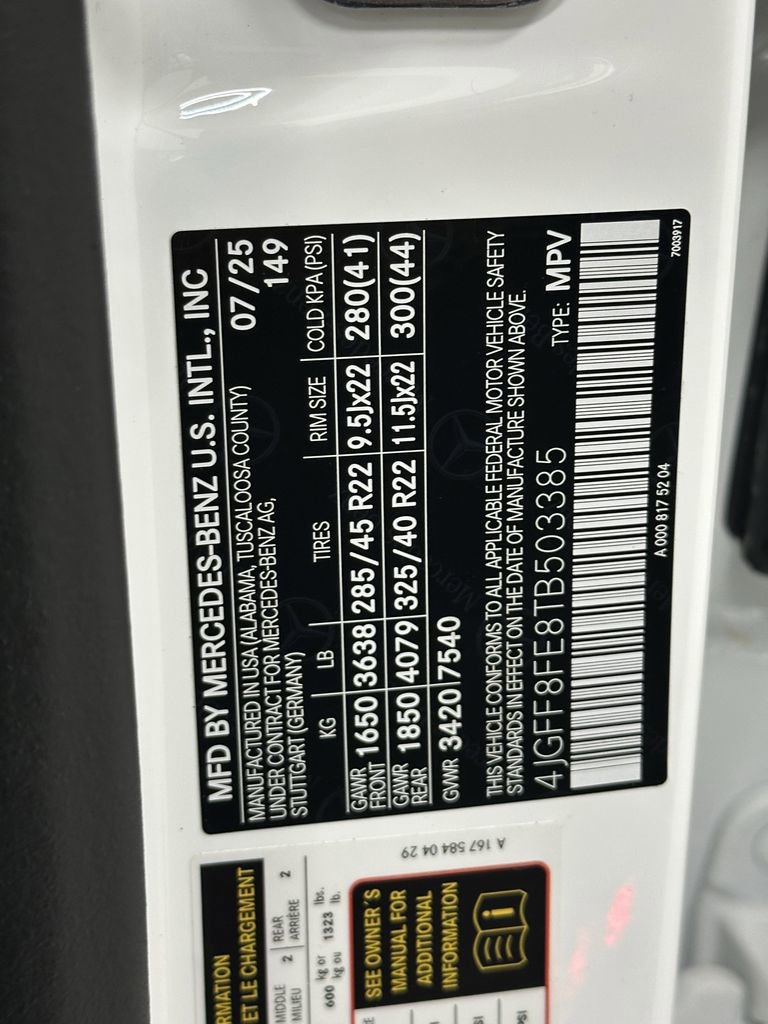 MFD BY MERCEDES-BENZ U.S. INTL., INC
MANUFACTURED IN USA (ALABAMA, TUSCALOOSA COUNTY) 07/25
UNDER CONTRACT FOR MERCEDES-BENZ AG, 149
STUTTGART (GERMANY)
KG LB TIRES RIM SIZE COLD KPA (PSI)
GAWR FRONT 1650 3638 285/45 R22 9.5Jx22 280(41)
GAWR REAR 1850 4079 325/40 R22 11.5Jx22 300(44)
GVWR 3420 7540
THIS VEHICLE CONFORMS TO ALL APPLICABLE FEDERAL MOTOR VEHICLE SAFETY
STANDARDS IN EFFECT ON THE DATE OF MANUFACTURE SHOWN ABOVE.
4JGFF8FE8TB503385 TYPE: MPV
A 000 817 52 04
7003917
A 167 584 04 29
ET LE CHARGEMENT
MIDDLE 2 REAR 2
MILIEU ARRIÈRE
600 kg or 1323 lbs.
kg ou lb.
SEE OWNER'S
MANUAL FOR
ADDITIONAL
INFORMATION